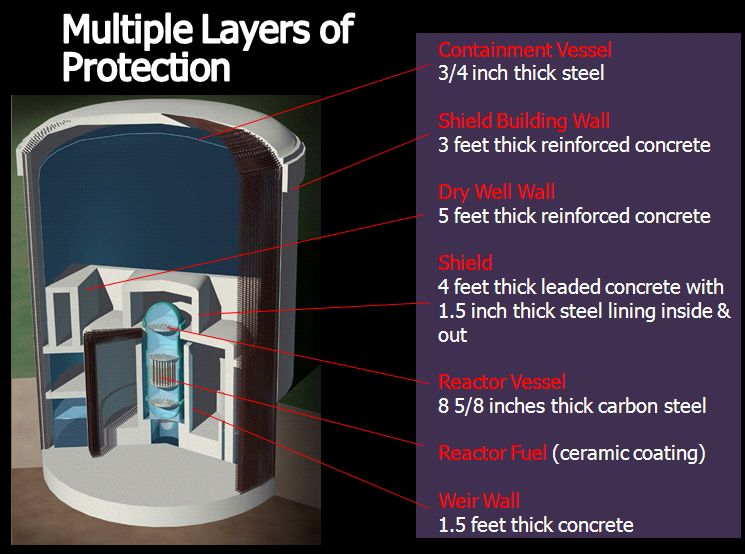 Multiple Layers of
Protection
Containment Vessel
3/4 inch thick steel
Shield Building Wall
3 feet thick reinforced concrete
Dry Well Wall
5 feet thick reinforced concrete
Shield
4 feet thick leaded concrete with
1.5 inch thick steel lining inside &
out
Reactor Vessel
8 5/8 inches thick carbon steel
Reactor Fuel (ceramic coating)
Weir Wall
1.5 feet thick concrete